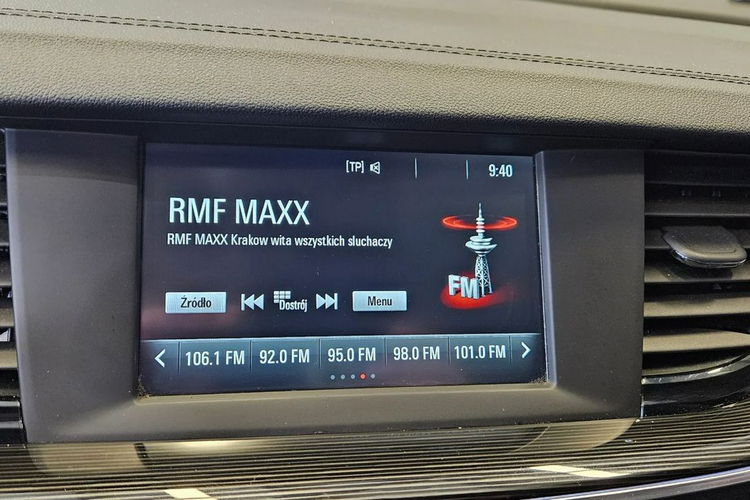 [TP]
9:40
RMF MAXX
RMF MAXX Krakow wita wszystkich sluchaczy
FM
Źródło
Dostrój
Menu
106.1 FM 92.0 FM 95.0 FM 98.0 FM 101.0 FM